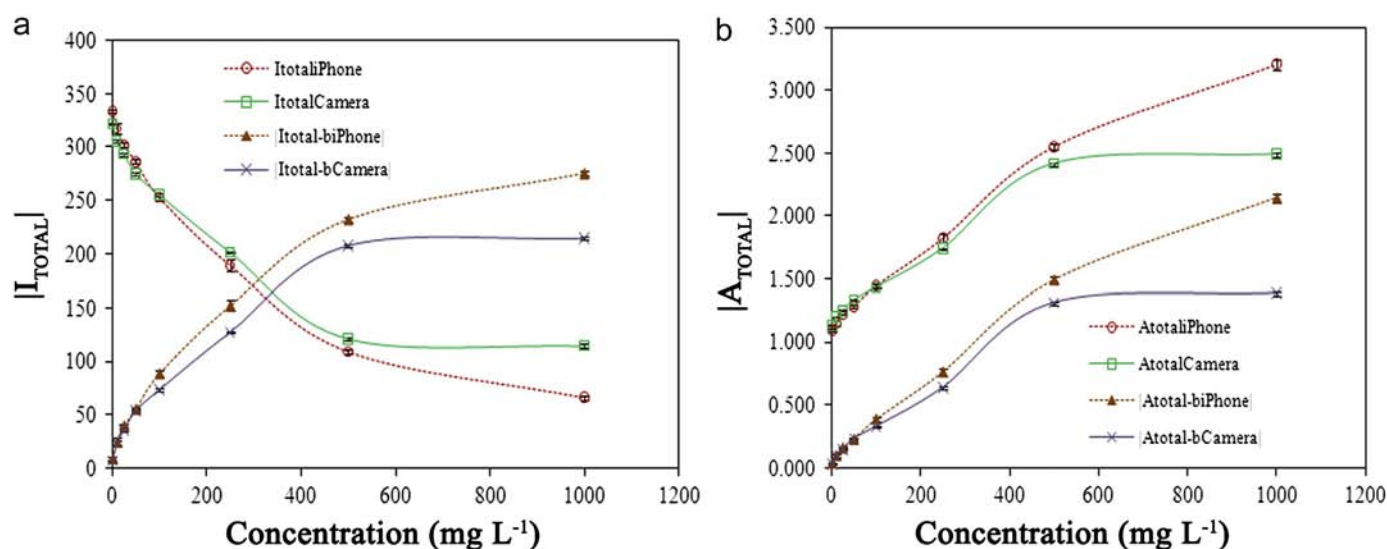 a
400
350
300
250
200
150
100
50
0
|I_TOTAL|
ItotaliPhone
ItotalCamera
|Itotal-biPhone|
|Itotal-bCamera|
0 200 400 600 800 1000 1200
Concentration (mg L⁻¹)
b
3.500
3.000
2.500
2.000
1.500
1.000
0.500
0.000
|A_TOTAL|
AtotaliPhone
AtotalCamera
|Atotal-biPhone|
|Atotal-bCamera|
0 200 400 600 800 1000 1200
Concentration (mg L⁻¹)